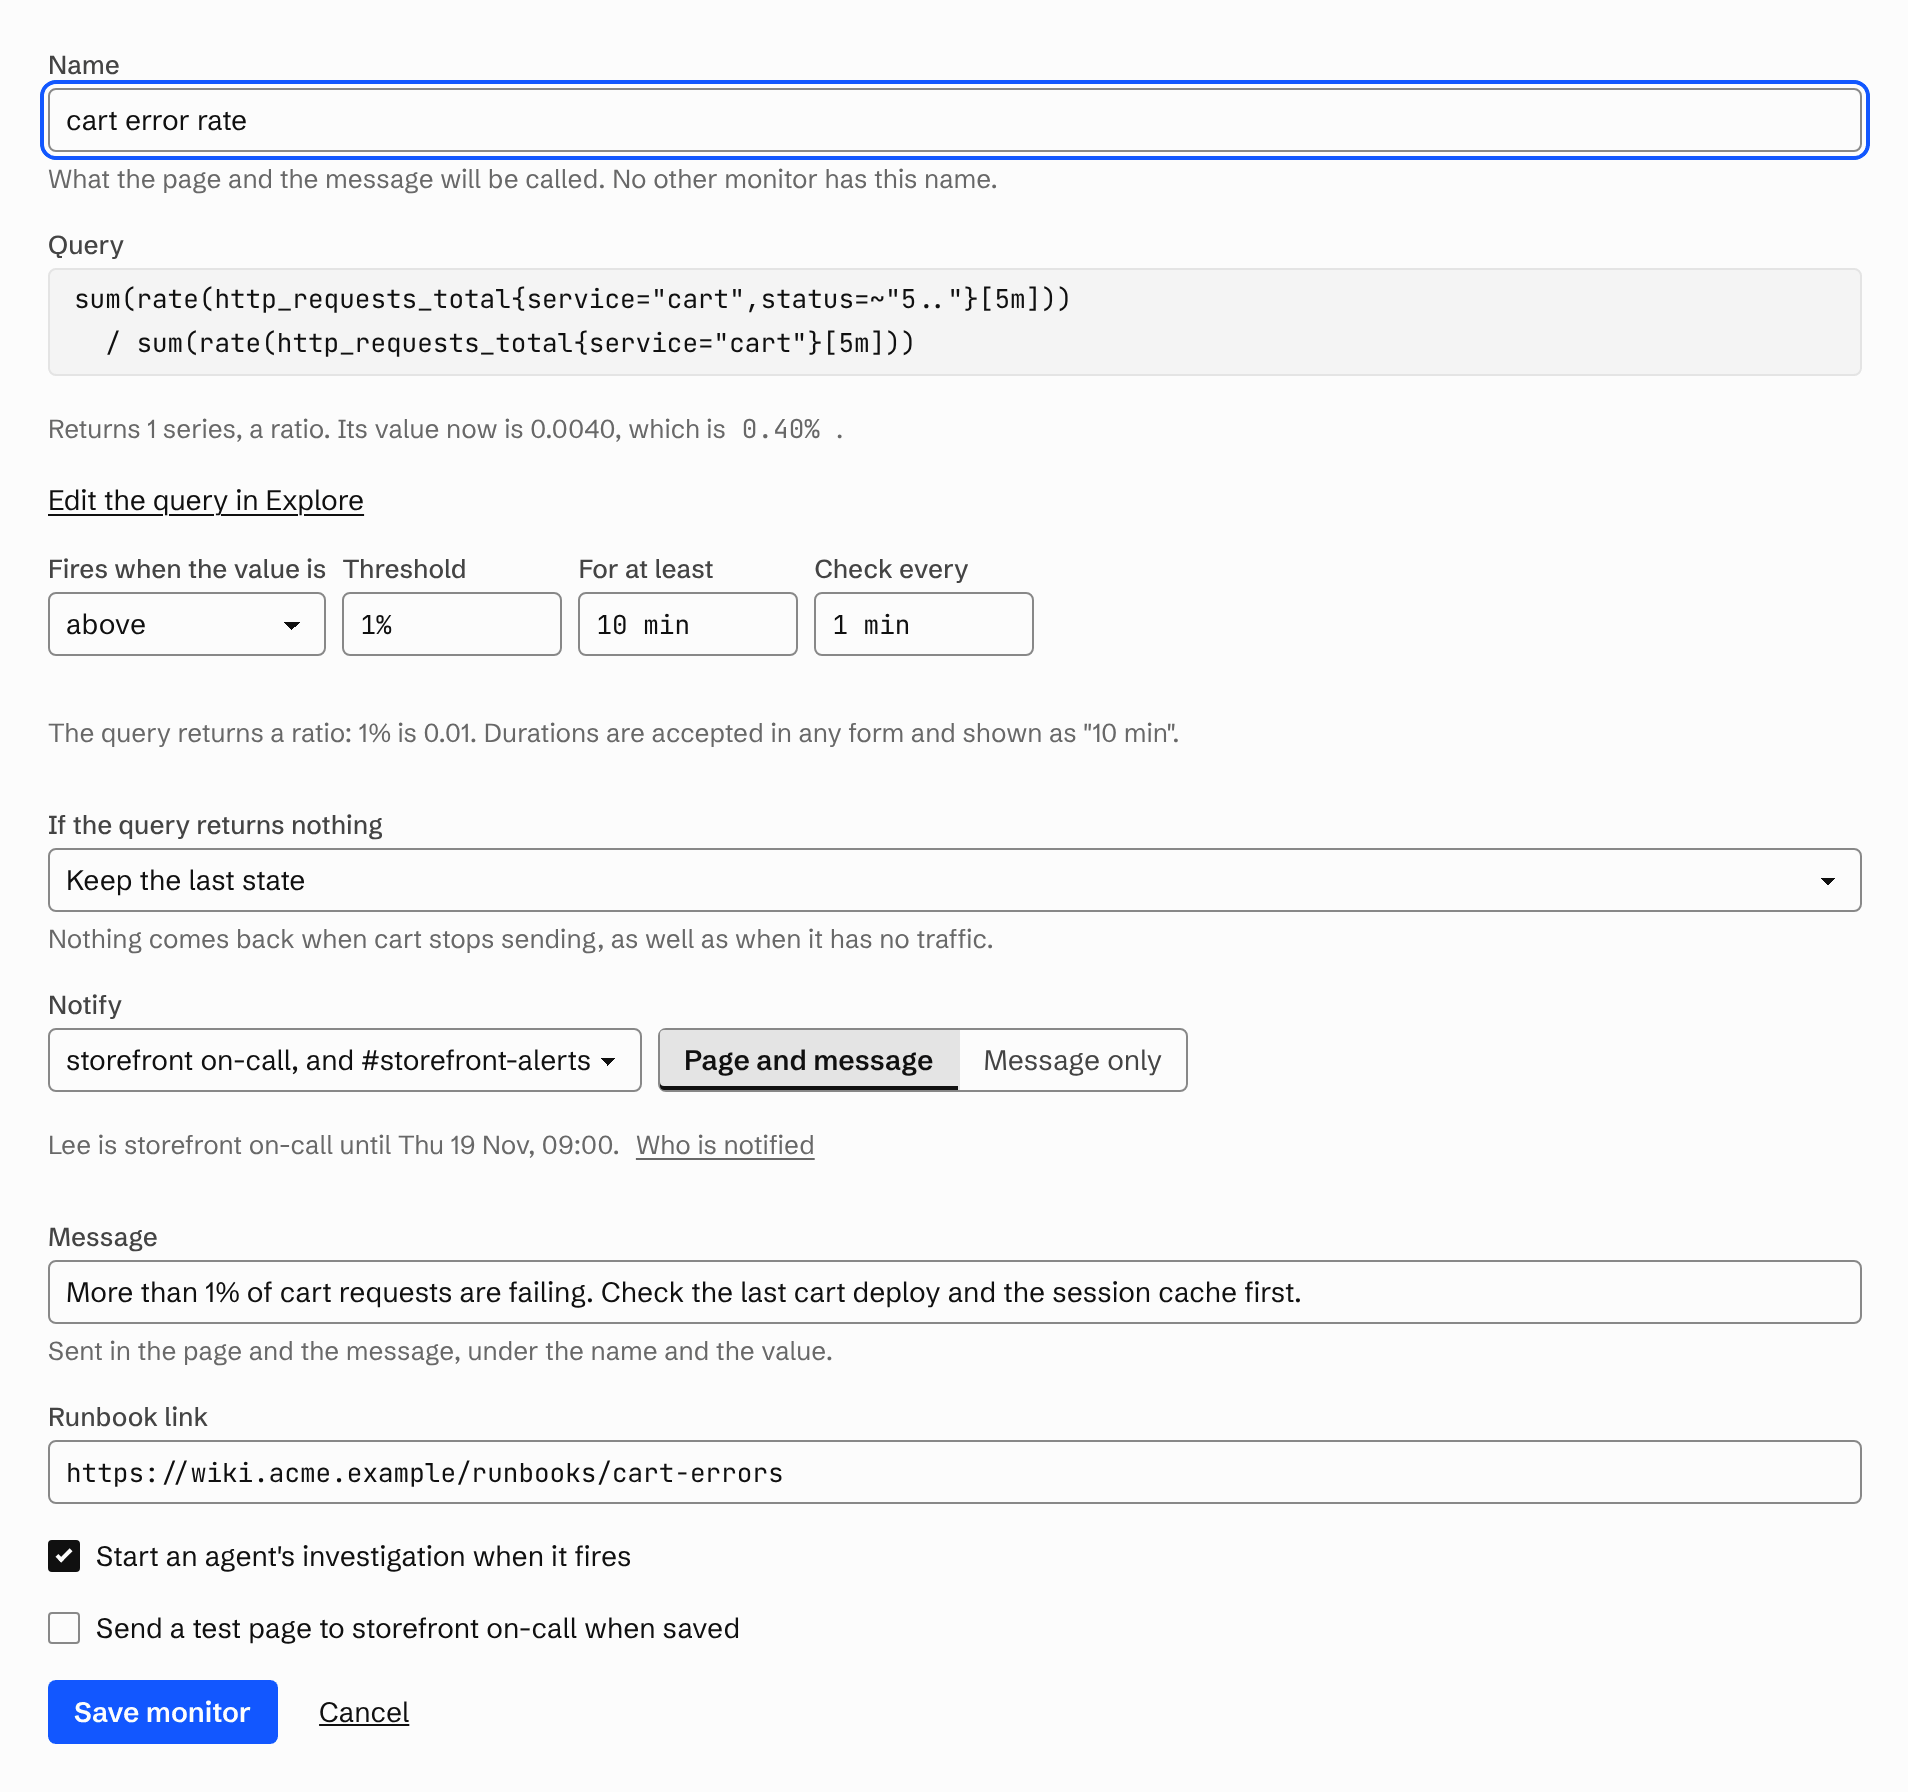 Name
cart error rate
What the page and the message will be called. No other monitor has this name.
Query
sum(rate(http_requests_total{service="cart",status=~"5.."}[5m]))
/ sum(rate(http_requests_total{service="cart"}[5m]))
Returns 1 series, a ratio. Its value now is 0.0040, which is 0.40% .
Edit the query in Explore
Fires when the value is Threshold For at least Check every
above 1% 10 min 1 min
The query returns a ratio: 1% is 0.01. Durations are accepted in any form and shown as "10 min".
If the query returns nothing
Keep the last state
Nothing comes back when cart stops sending, as well as when it has no traffic.
Notify
storefront on-call, and #storefront-alerts Page and message Message only
Lee is storefront on-call until Thu 19 Nov, 09:00. Who is notified
Message
More than 1% of cart requests are failing. Check the last cart deploy and the session cache first.
Sent in the page and the message, under the name and the value.
Runbook link
https://wiki.acme.example/runbooks/cart-errors
Start an agent's investigation when it fires
Send a test page to storefront on-call when saved
Save monitor Cancel